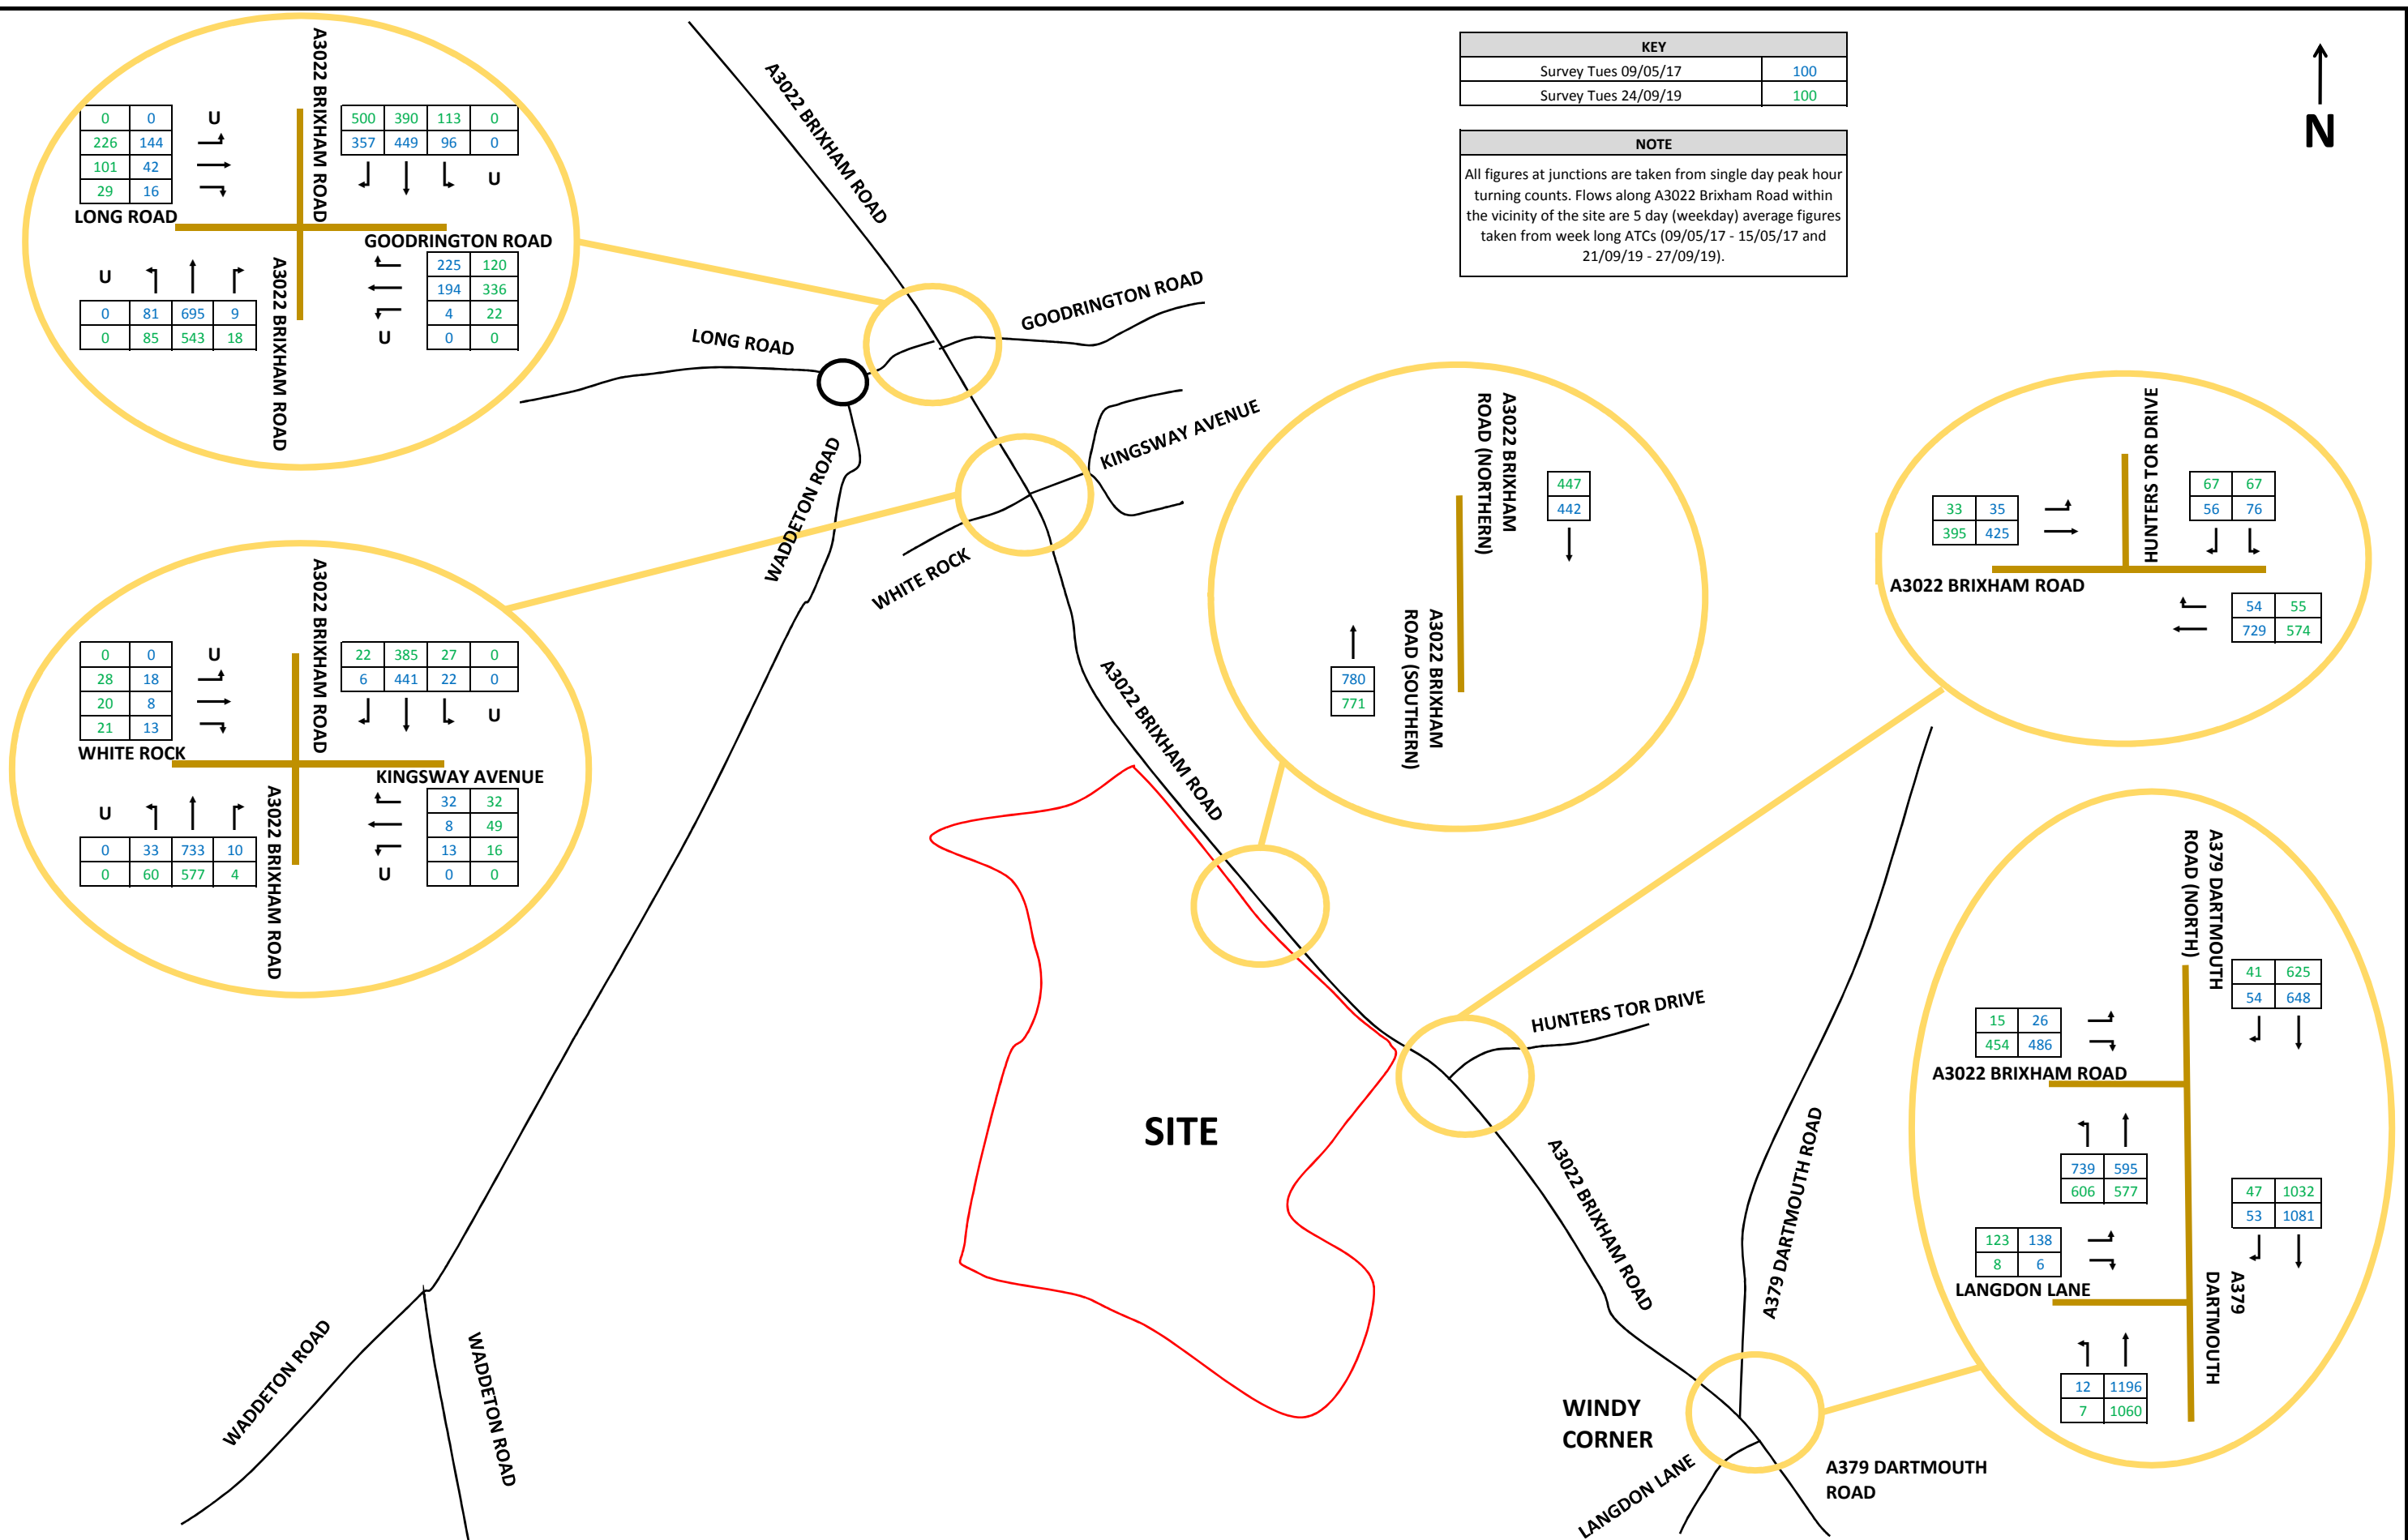 KEY
Survey Tues 09/05/17 100
Survey Tues 24/09/19 100
NOTE
All figures at junctions are taken from single day peak hour
turning counts. Flows along A3022 Brixham Road within
the vicinity of the site are 5 day (weekday) average figures
taken from week long ATCs (09/05/17 - 15/05/17 and
21/09/19 - 27/09/19).
N
A3022 BRIXHAM ROAD
0 0 U
226 144
101 42
29 16
LONG ROAD
500 390 113 0
357 449 96 0
U
GOODRINGTON ROAD
225 120
194 336
4 22
U 0 0
U
0 81 695 9
0 85 543 18
A3022 BRIXHAM ROAD
A3022 BRIXHAM ROAD
0 0 U
28 18
20 8
21 13
WHITE ROCK
22 385 27 0
6 441 22 0
U
KINGSWAY AVENUE
32 32
8 49
13 16
U 0 0
U
0 33 733 10
0 60 577 4
A3022 BRIXHAM ROAD
A3022 BRIXHAM ROAD
GOODRINGTON ROAD
LONG ROAD
KINGSWAY AVENUE
WADDETON ROAD
WHITE ROCK
A3022 BRIXHAM ROAD
A3022 BRIXHAM
ROAD (NORTHERN)
447
442
A3022 BRIXHAM
ROAD (SOUTHERN)
780
771
HUNTERS TOR DRIVE
33 35
395 425
67 67
56 76
A3022 BRIXHAM ROAD
54 55
729 574
SITE
HUNTERS TOR DRIVE
A3022 BRIXHAM ROAD
A379 DARTMOUTH ROAD
A379 DARTMOUTH
ROAD (NORTH)
41 625
54 648
15 26
454 486
A3022 BRIXHAM ROAD
739 595
606 577
47 1032
53 1081
123 138
8 6
LANGDON LANE
A379
DARTMOUTH
12 1196
7 1060
WINDY
CORNER
LANGDON LANE
A379 DARTMOUTH
ROAD
WADDETON ROAD
WADDETON ROAD